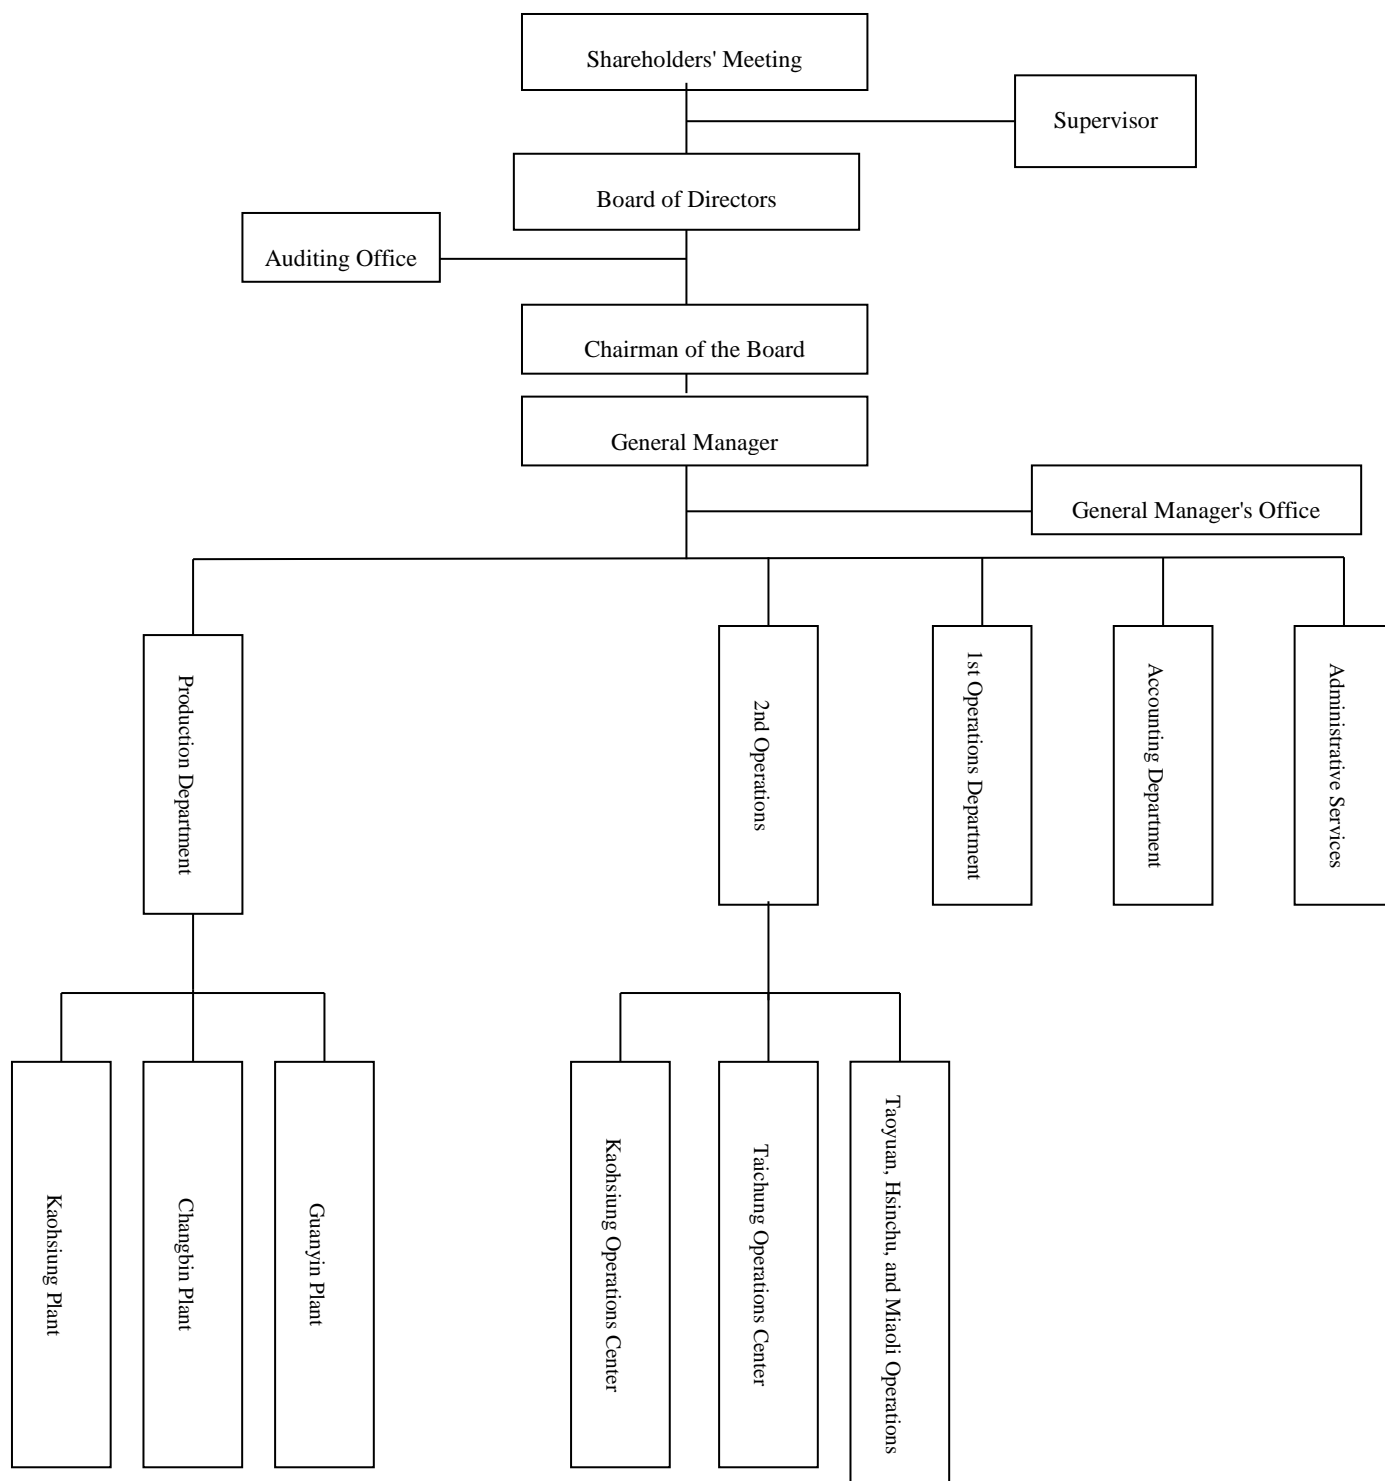 Shareholders' Meeting
Supervisor
Board of Directors
Auditing Office
Chairman of the Board
General Manager
General Manager's Office
Production Department
2nd Operations
1st Operations Department
Accounting Department
Administrative Services
Kaohsiung Plant
Changbin Plant
Guanyin Plant
Kaohsiung Operations Center
Taichung Operations Center
Taoyuan, Hsinchu, and Miaoli Operations